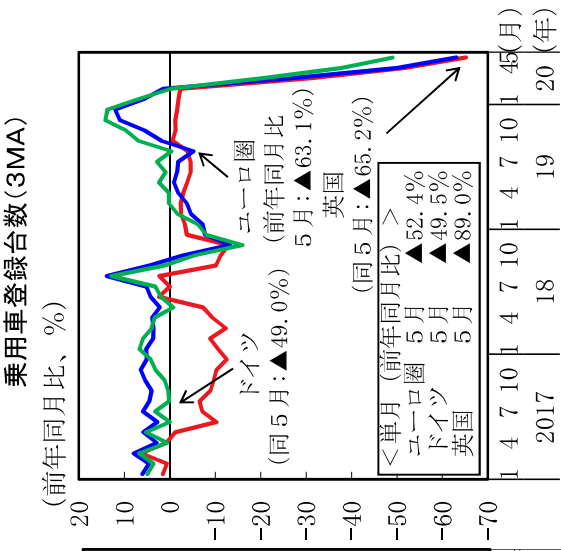 乗用車登録台数(3MA)
(前年同月比、%)
20
10
0
-10
-20
-30
-40
-50
-60
-70
ドイツ
(同5月:▲49.0%)
ユーロ圏
(前年同月比
5月:▲63.1%)
英国
(同5月:▲65.2%)
<単月 (前年同月比) >
ユーロ圏 5月 ▲52.4%
ドイツ 5月 ▲49.5%
英国 5月 ▲89.0%
1 4 7 10 1 4 7 10 1 4 7 10 1 45(月)
2017 18 19 20 (年)